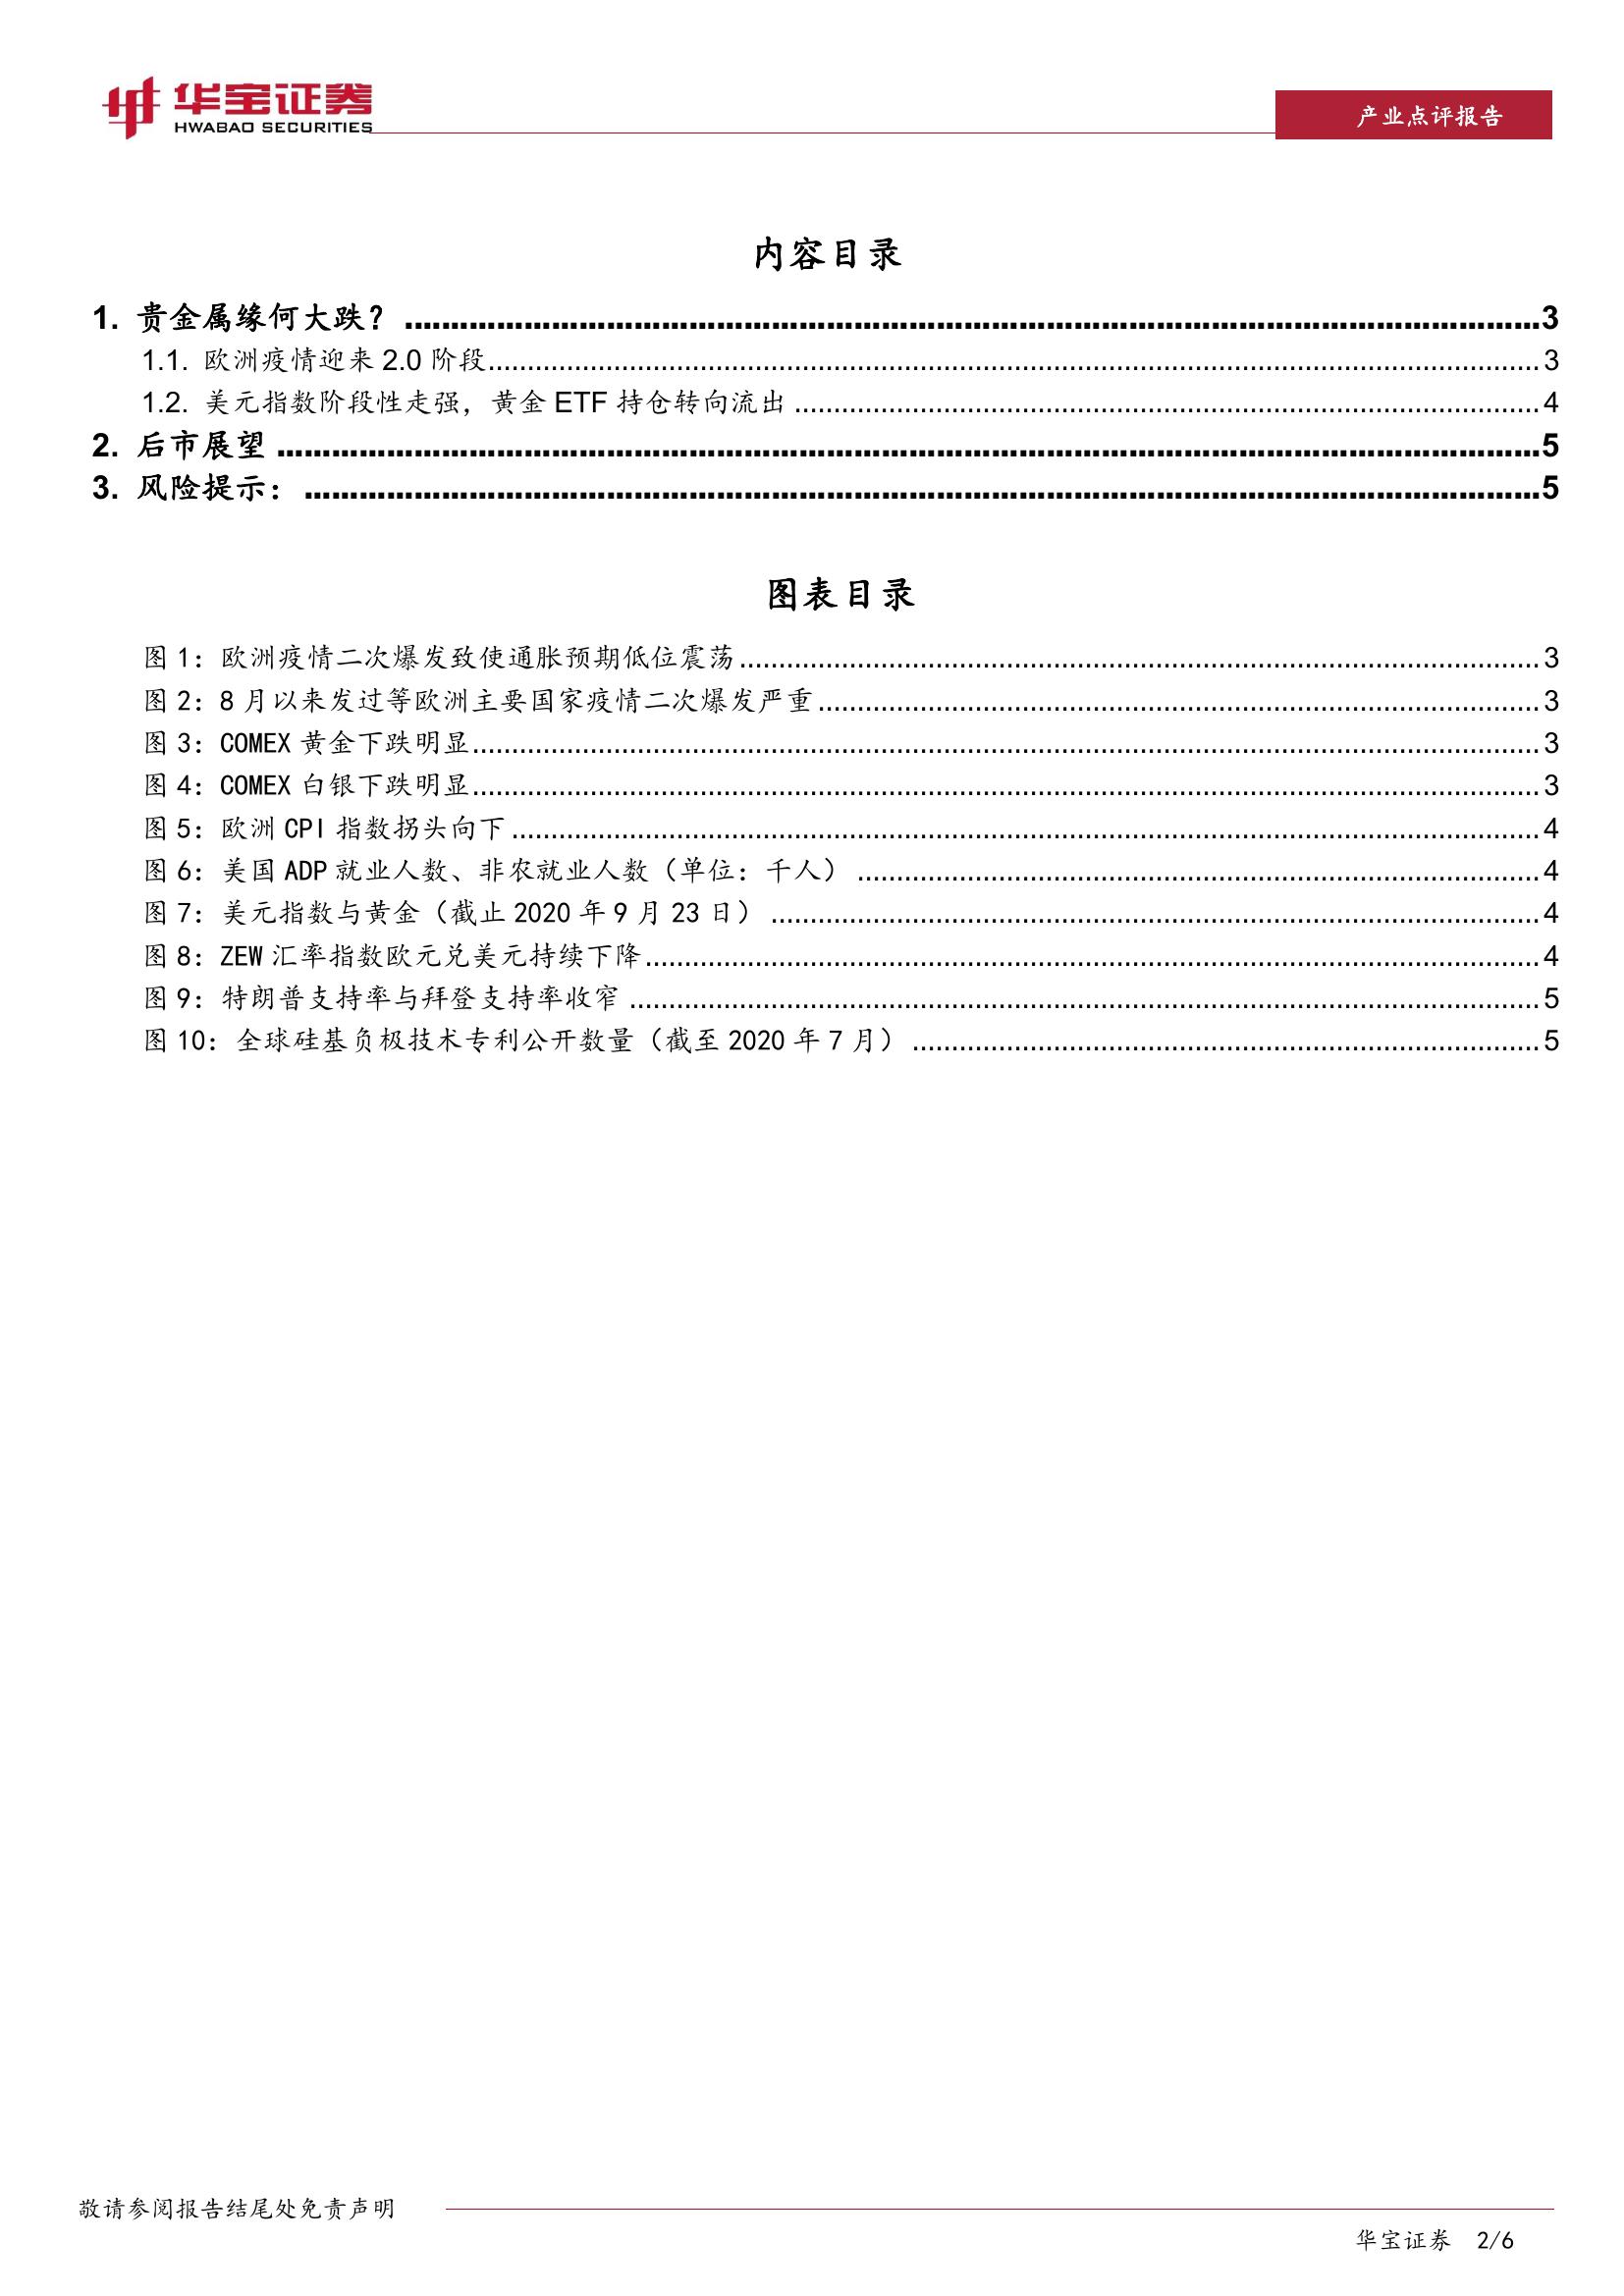 华宝证券
HWABAO SECURITIES
产业点评报告
内容目录
1. 贵金属缘何大跌? ........................ 3
1.1. 欧洲疫情迎来 2.0 阶段........................ 3
1.2. 美元指数阶段性走强，黄金 ETF 持仓转向流出 ........................ 4
2. 后市展望 ........................ 5
3. 风险提示： ........................ 5
图表目录
图 1：欧洲疫情二次爆发致使通胀预期低位震荡........................ 3
图 2：8 月以来发过等欧洲主要国家疫情二次爆发严重........................ 3
图 3：COMEX 黄金下跌明显........................ 3
图 4：COMEX 白银下跌明显........................ 3
图 5：欧洲 CPI 指数拐头向下 ........................ 4
图 6：美国 ADP 就业人数、非农就业人数（单位：千人） ........................ 4
图 7：美元指数与黄金（截止 2020 年 9 月 23 日） ........................ 4
图 8：ZEW 汇率指数欧元兑美元持续下降........................ 4
图 9：特朗普支持率与拜登支持率收窄 ........................ 5
图 10：全球硅基负极技术专利公开数量（截至 2020 年 7 月） ........................ 5
敬请参阅报告结尾处免责声明
华宝证券 2/6